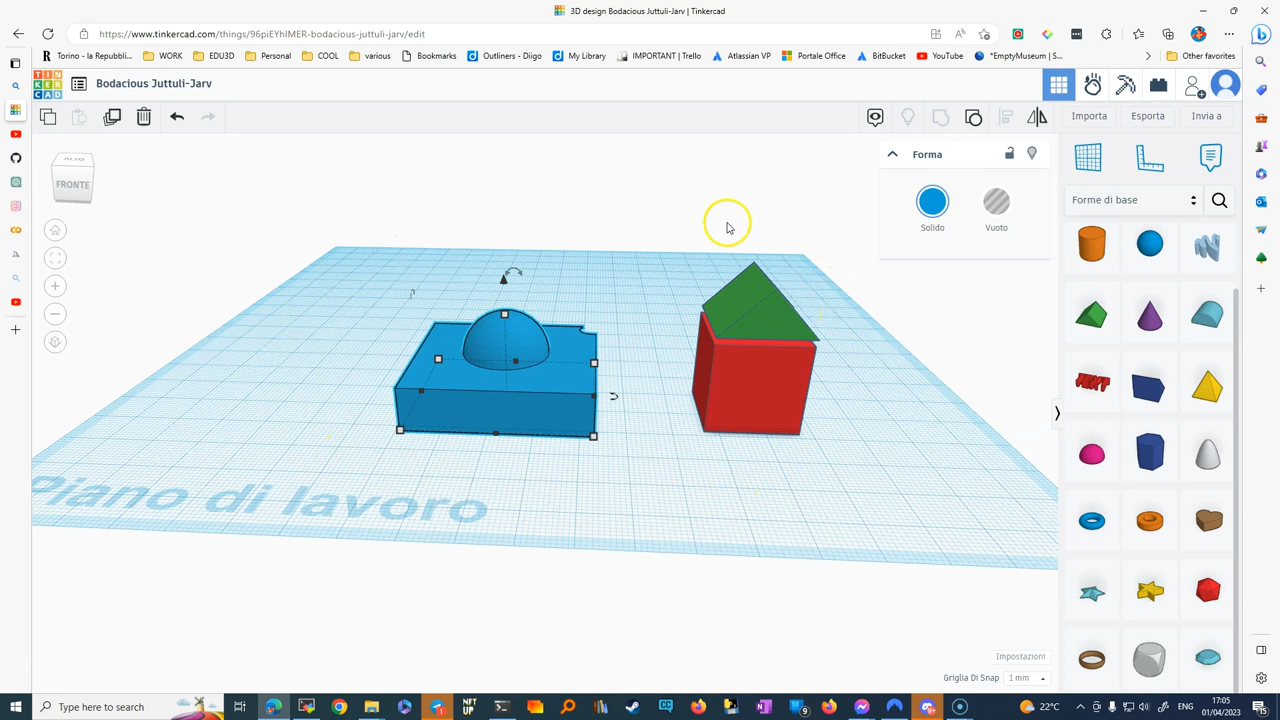 3D design Bodacious Juttuli-Jarv | Tinkercad
https://www.tinkercad.com/things/96piEYhIMER-bodacious-juttuli-jarv/edit
Torino - la Repubbli...
WORK
EDU3D
Personal
COOL
various
Bookmarks
Outliners - Diigo
My Library
IMPORTANT | Trello
Atlassian VP
Portale Office
BitBucket
YouTube
*EmptyMuseum | S...
Other favorites
TIN
KER
CAD
Bodacious Juttuli-Jarv
Importa
Esporta
Invia a
ALTO
FRONTE
Forma
Solido
Vuoto
Forme di base
TEXT
Piano di lavoro
Impostazioni
Griglia Di Snap
1 mm
Type here to search
NFT
UP
22°C
ENG
17:05
01/04/2023